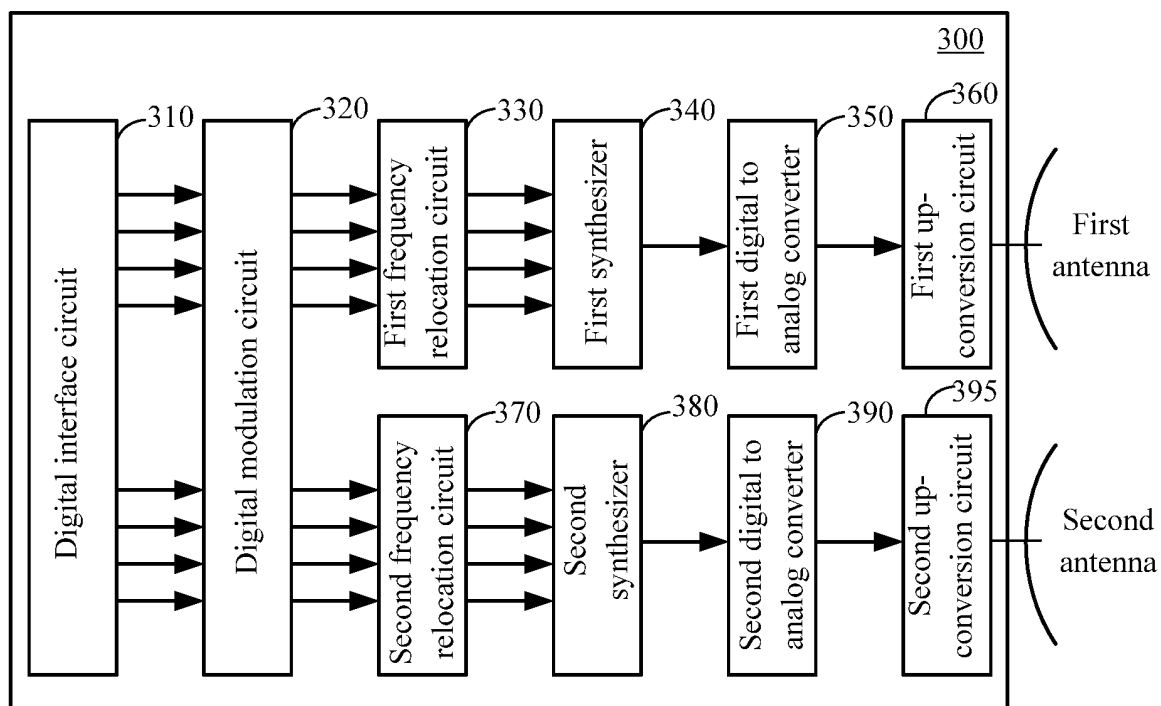 300
310
320
330
340
350
360
Digital interface circuit
Digital modulation circuit
First frequency
relocation circuit
First synthesizer
First digital to
analog converter
First up-
conversion circuit
First
antenna
370
380
390
395
Second frequency
relocation circuit
Second
synthesizer
Second digital to
analog converter
Second up-
conversion circuit
Second
antenna